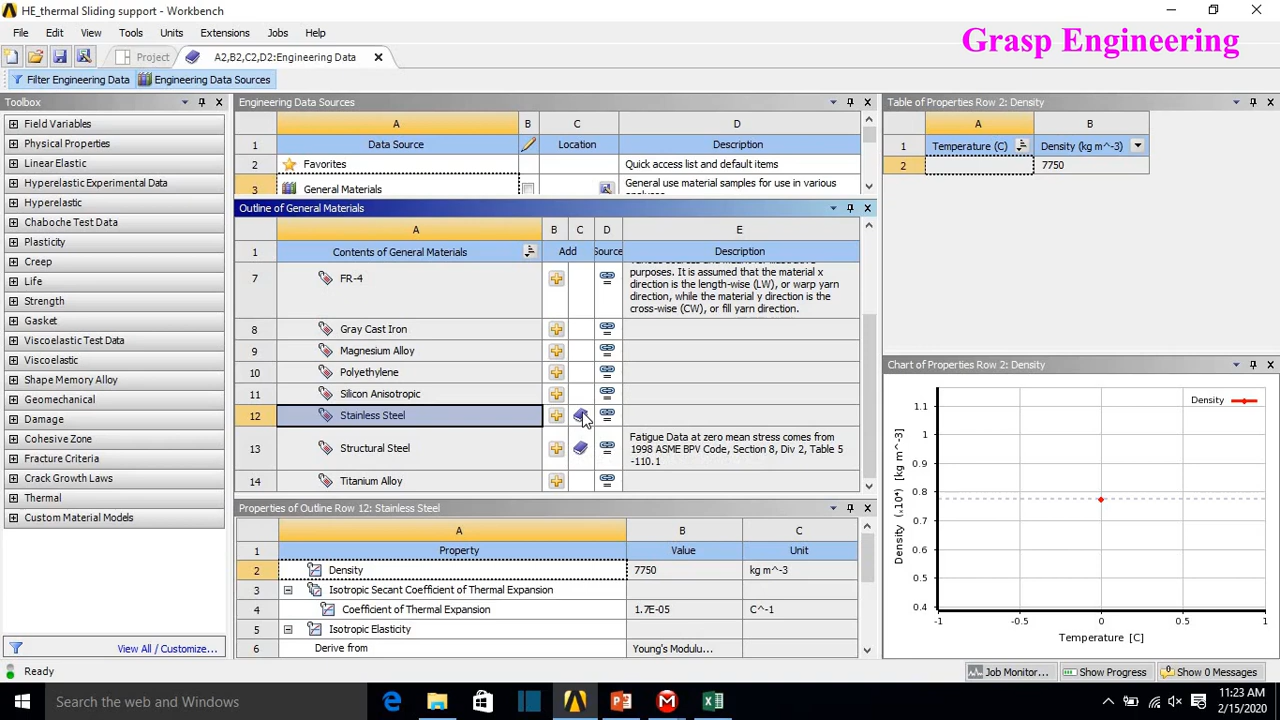 HE_thermal Sliding support - Workbench
File Edit View Tools Units Extensions Jobs Help
Grasp Engineering
Project A2,B2,C2,D2:Engineering Data
Filter Engineering Data Engineering Data Sources
Toolbox
Field Variables
Physical Properties
Linear Elastic
Hyperelastic Experimental Data
Hyperelastic
Chaboche Test Data
Plasticity
Creep
Life
Strength
Gasket
Viscoelastic Test Data
Viscoelastic
Shape Memory Alloy
Geomechanical
Damage
Cohesive Zone
Fracture Criteria
Crack Growth Laws
Thermal
Custom Material Models
View All / Customize...
Engineering Data Sources
A B C D
1 Data Source Location Description
2 Favorites Quick access list and default items
3 General Materials General use material samples for use in various
Outline of General Materials
A B C D E
1 Contents of General Materials Add Source Description
7 FR-4
purposes. It is assumed that the material x
direction is the length-wise (LW), or warp yarn
direction, while the material y direction is the
cross-wise (CW), or fill yarn direction.
8 Gray Cast Iron
9 Magnesium Alloy
10 Polyethylene
11 Silicon Anisotropic
12 Stainless Steel
13 Structural Steel
Fatigue Data at zero mean stress comes from
1998 ASME BPV Code, Section 8, Div 2, Table 5
-110.1
14 Titanium Alloy
Properties of Outline Row 12: Stainless Steel
A B C
1 Property Value Unit
2 Density 7750 kg m^-3
3 Isotropic Secant Coefficient of Thermal Expansion
4 Coefficient of Thermal Expansion 1.7E-05 C^-1
5 Isotropic Elasticity
6 Derive from Young's Modulu...
Table of Properties Row 2: Density
A B
1 Temperature (C) Density (kg m^-3)
2 7750
Chart of Properties Row 2: Density
Density
1.1
1
0.9
0.8
0.7
0.6
0.5
0.4
Density (.10⁴) [kg m^-3]
-1 -0.5 0 0.5 1
Temperature [C]
Ready
Job Monitor... Show Progress Show 0 Messages
Search the web and Windows
11:23 AM
2/15/2020